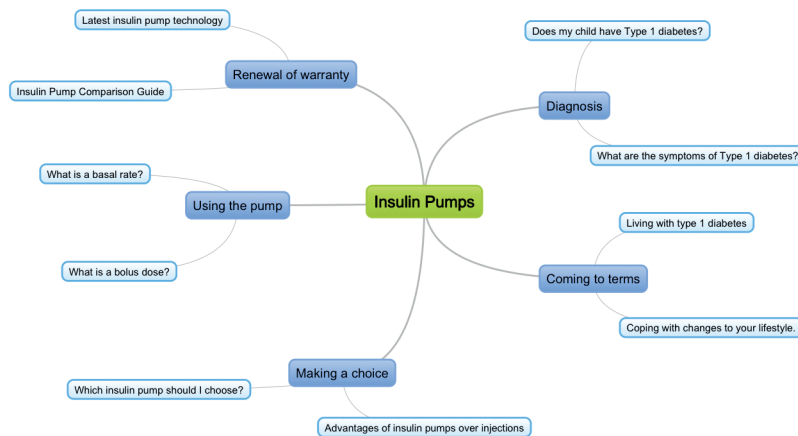 Insulin Pumps
Diagnosis
Does my child have Type 1 diabetes?
What are the symptoms of Type 1 diabetes?
Coming to terms
Living with type 1 diabetes
Coping with changes to your lifestyle.
Making a choice
Advantages of insulin pumps over injections
Which insulin pump should I choose?
Using the pump
What is a basal rate?
What is a bolus dose?
Renewal of warranty
Latest insulin pump technology
Insulin Pump Comparison Guide